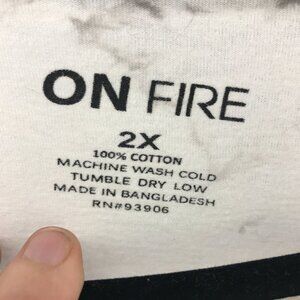 ON FIRE
2X
100% COTTON
MACHINE WASH COLD
TUMBLE DRY LOW
MADE IN BANGLADESH
RN#93906